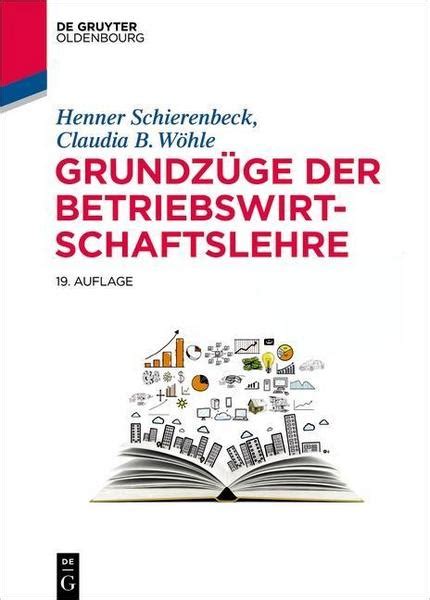 DE GRUYTER
OLDENBOURG
Henner Schierenbeck,
Claudia B. Wöhle
GRUNDZÜGE DER
BETRIEBSWIRT-
SCHAFTSLEHRE
19. AUFLAGE
DE
G